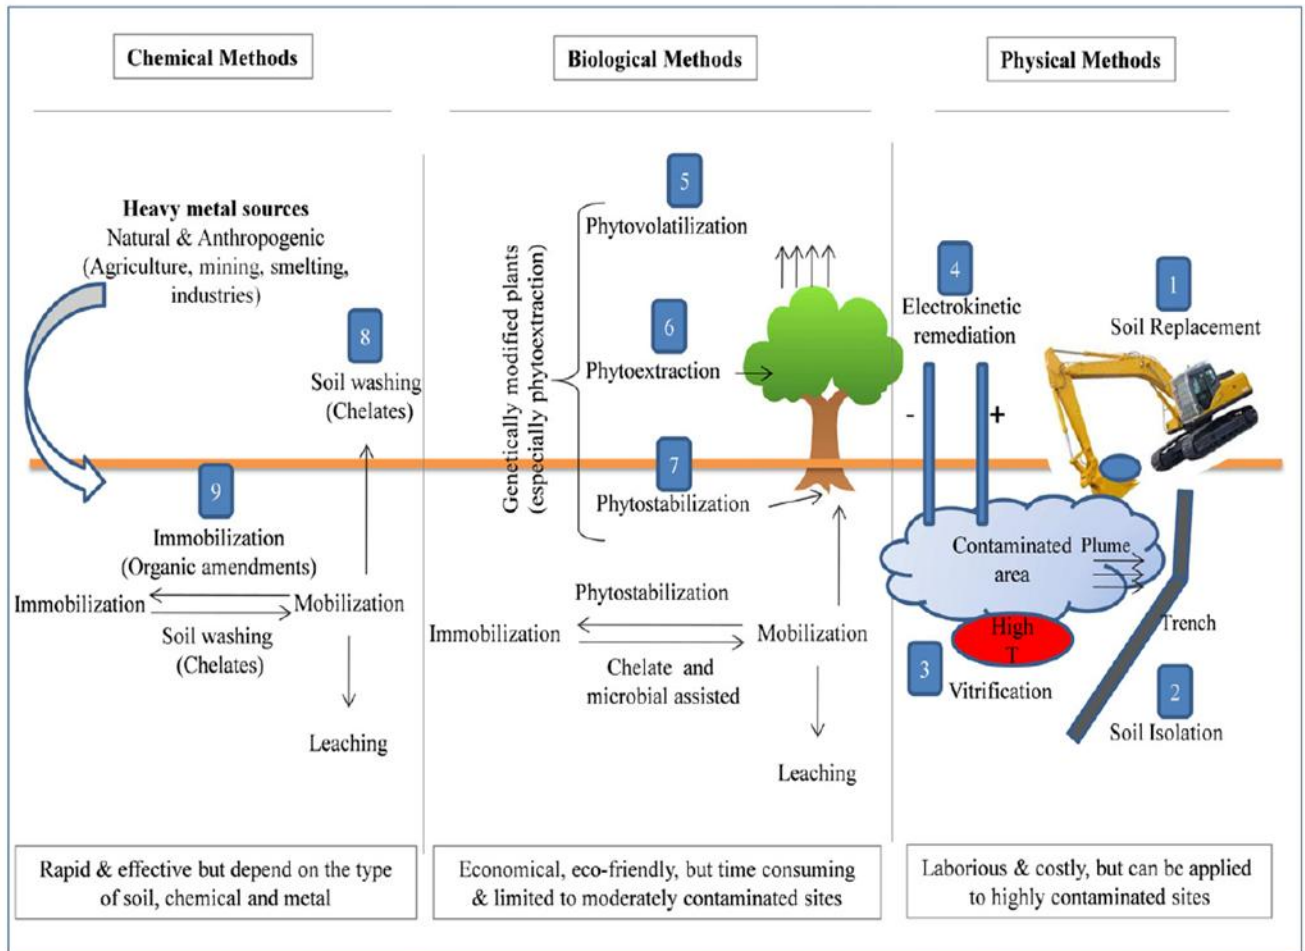 Chemical Methods
Biological Methods
Physical Methods
Heavy metal sources
Natural & Anthropogenic
(Agriculture, mining, smelting,
industries)
8
Soil washing
(Chelates)
9
Immobilization
(Organic amendments)
Immobilization
Mobilization
Soil washing
(Chelates)
Leaching
Rapid & effective but depend on the type
of soil, chemical and metal
Genetically modified plants
(especially phytoextraction)
5
Phytovolatilization
6
Phytoextraction
7
Phytostabilization
Phytostabilization
Immobilization
Mobilization
Chelate and
microbial assisted
Leaching
Economical, eco-friendly, but time consuming
& limited to moderately contaminated sites
4
Electrokinetic
remediation
-
+
1
Soil Replacement
Contaminated
area
Plume
High
T
3
Vitrification
Trench
2
Soil Isolation
Laborious & costly, but can be applied
to highly contaminated sites